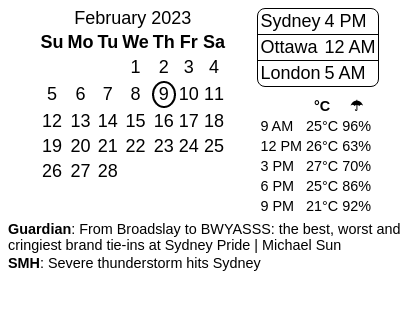 February 2023
Su Mo Tu We Th Fr Sa
1 2 3 4
5 6 7 8 9 10 11
12 13 14 15 16 17 18
19 20 21 22 23 24 25
26 27 28
Sydney 4 PM
Ottawa 12 AM
London 5 AM
°C ☂
9 AM 25°C 96%
12 PM 26°C 63%
3 PM 27°C 70%
6 PM 25°C 86%
9 PM 21°C 92%
Guardian: From Broadslay to BWYASSS: the best, worst and
cringiest brand tie-ins at Sydney Pride | Michael Sun
SMH: Severe thunderstorm hits Sydney